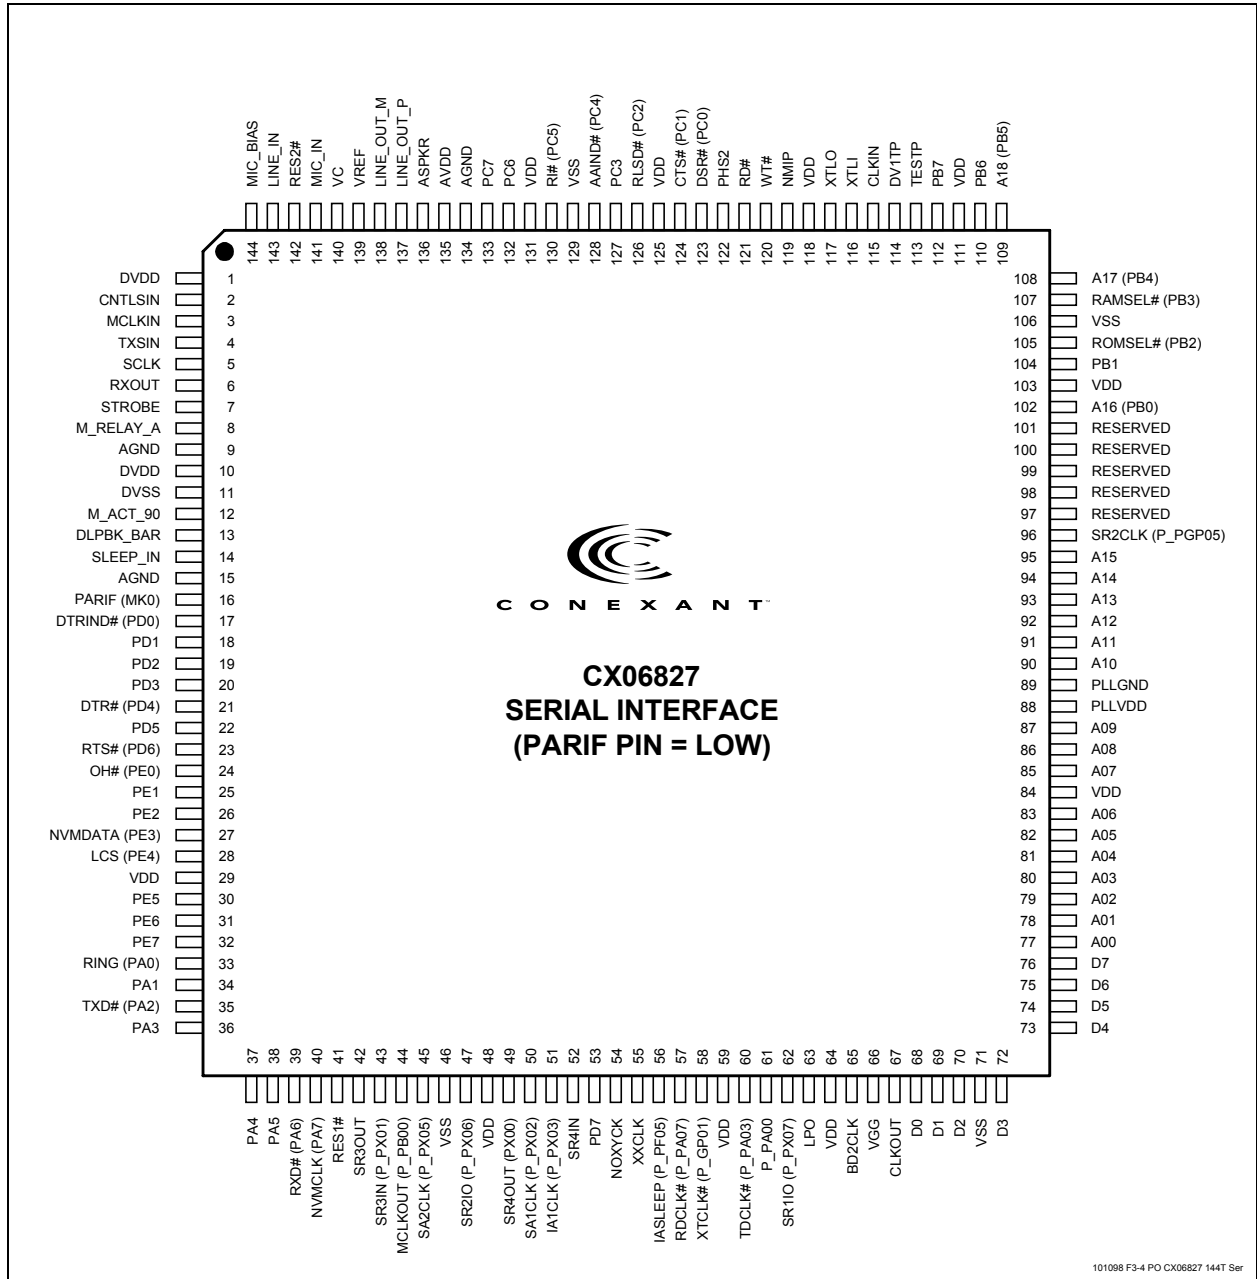 MIC_BIAS
LINE_IN
RES2#
MIC_IN
VC
VREF
LINE_OUT_M
LINE_OUT_P
ASPKR
AVDD
AGND
PC7
PC6
VDD
RI# (PC5)
VSS
AAIND# (PC4)
PC3
RLSD# (PC2)
VDD
CTS# (PC1)
DSR# (PC0)
PHS2
RD#
WT#
NMIP
VDD
XTLO
XTLI
CLKIN
DV1TP
TESTP
PB7
VDD
PB6
A18 (PB5)
144
143
142
141
140
139
138
137
136
135
134
133
132
131
130
129
128
127
126
125
124
123
122
121
120
119
118
117
116
115
114
113
112
111
110
109
DVDD 1
CNTLSIN 2
MCLKIN 3
TXSIN 4
SCLK 5
RXOUT 6
STROBE 7
M_RELAY_A 8
AGND 9
DVDD 10
DVSS 11
M_ACT_90 12
DLPBK_BAR 13
SLEEP_IN 14
AGND 15
PARIF (MK0) 16
DTRIND# (PD0) 17
PD1 18
PD2 19
PD3 20
DTR# (PD4) 21
PD5 22
RTS# (PD6) 23
OH# (PE0) 24
PE1 25
PE2 26
NVMDATA (PE3) 27
LCS (PE4) 28
VDD 29
PE5 30
PE6 31
PE7 32
RING (PA0) 33
PA1 34
TXD# (PA2) 35
PA3 36
CONEXANT™
CX06827
SERIAL INTERFACE
(PARIF PIN = LOW)
108 A17 (PB4)
107 RAMSEL# (PB3)
106 VSS
105 ROMSEL# (PB2)
104 PB1
103 VDD
102 A16 (PB0)
101 RESERVED
100 RESERVED
99 RESERVED
98 RESERVED
97 RESERVED
96 SR2CLK (P_PGP05)
95 A15
94 A14
93 A13
92 A12
91 A11
90 A10
89 PLLGND
88 PLLVDD
87 A09
86 A08
85 A07
84 VDD
83 A06
82 A05
81 A04
80 A03
79 A02
78 A01
77 A00
76 D7
75 D6
74 D5
73 D4
37
38
39
40
41
42
43
44
45
46
47
48
49
50
51
52
53
54
55
56
57
58
59
60
61
62
63
64
65
66
67
68
69
70
71
72
PA4
PA5
RXD# (PA6)
NVMCLK (PA7)
RES1#
SR3OUT
SR3IN (P_PX01)
MCLKOUT (P_PB00)
SA2CLK (P_PX05)
VSS
SR2IO (P_PX06)
VDD
SR4OUT (PX00)
SA1CLK (P_PX02)
IA1CLK (P_PX03)
SR4IN
PD7
NOXYCK
XXCLK
IASLEEP (P_PF05)
RDCLK# (P_PA07)
XTCLK# (P_GP01)
VDD
TDCLK# (P_PA03)
P_PA00
SR1IO (P_PX07)
LPO
VDD
BD2CLK
VGG
CLKOUT
D0
D1
D2
VSS
D3
101098 F3-4 PO CX06827 144T Ser